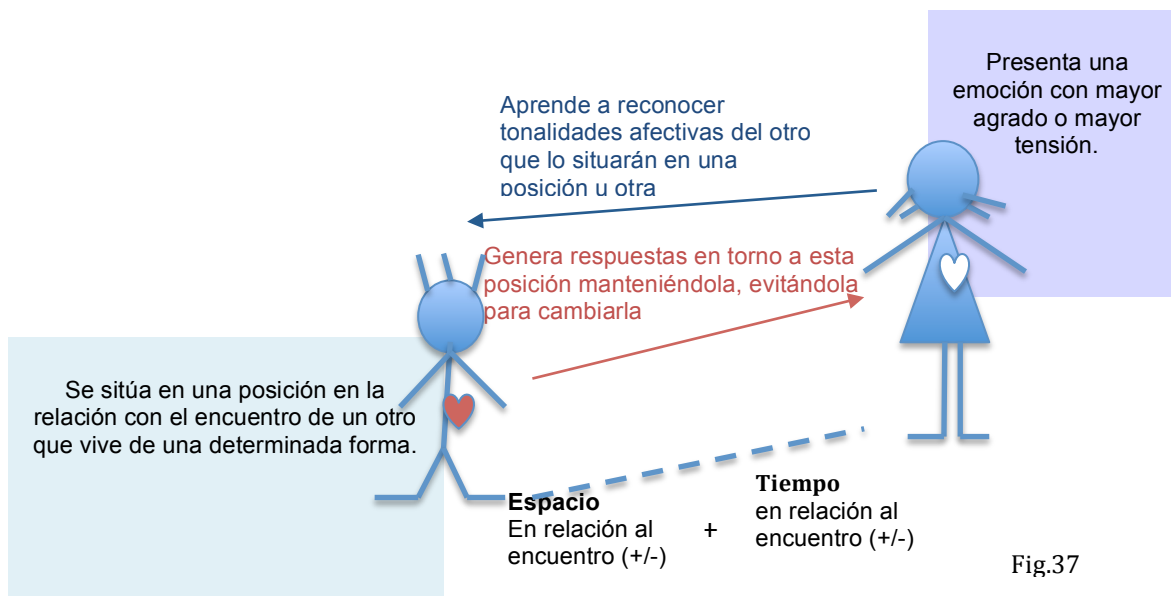 Presenta una
emoción con mayor
agrado o mayor
tensión.
Aprende a reconocer
tonalidades afectivas del otro
que lo situarán en una
posición u otra
Genera respuestas en torno a esta
posición manteniéndola, evitándola
para cambiarla
Se sitúa en una posición en la
relación con el encuentro de un otro
que vive de una determinada forma.
Espacio
En relación al
encuentro (+/-)
+
Tiempo
en relación al
encuentro (+/-)
Fig.37